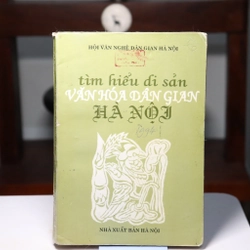 HỘI VĂN NGHỆ DÂN GIAN HÀ NỘI
tìm hiểu di sản
VĂN HÓA DÂN GIAN
HÀ NỘI
NHÀ XUẤT BẢN HÀ NỘI